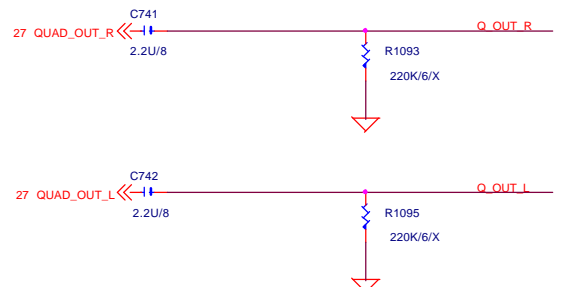 C741
27 QUAD_OUT_R
Q_OUT_R
2.2U/8
R1093
220K/6/X
C742
27 QUAD_OUT_L
Q_OUT_L
2.2U/8
R1095
220K/6/X